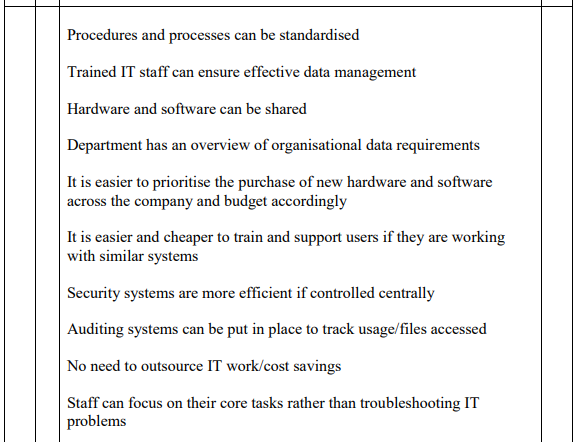 Procedures and processes can be standardised
Trained IT staff can ensure effective data management
Hardware and software can be shared
Department has an overview of organisational data requirements
It is easier to prioritise the purchase of new hardware and software
across the company and budget accordingly
It is easier and cheaper to train and support users if they are working
with similar systems
Security systems are more efficient if controlled centrally
Auditing systems can be put in place to track usage/files accessed
No need to outsource IT work/cost savings
Staff can focus on their core tasks rather than troubleshooting IT
problems